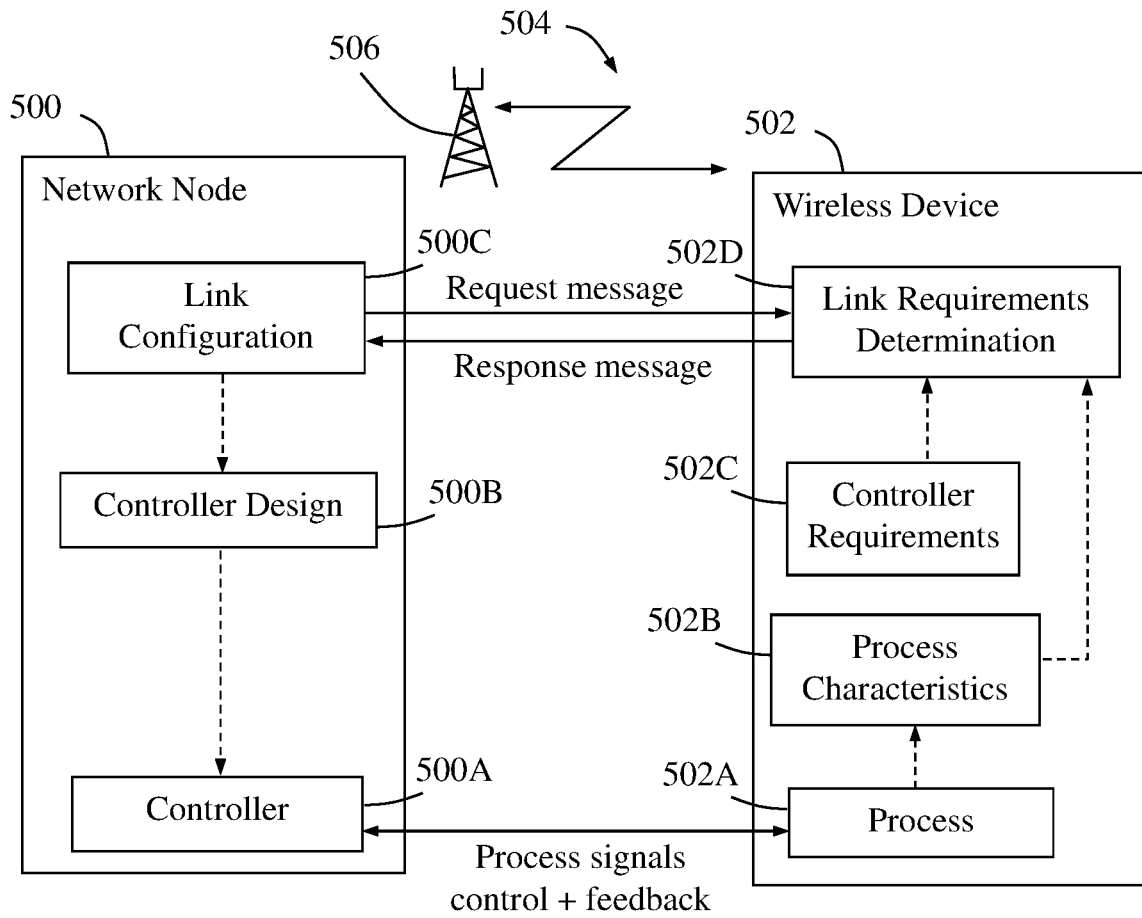 504
506
500
502
Network Node
Wireless Device
500C
502D
Link
Configuration
Request message
Link Requirements
Determination
Response message
502C
Controller Design
500B
Controller
Requirements
502B
Process
Characteristics
500A
502A
Controller
Process
Process signals
control + feedback